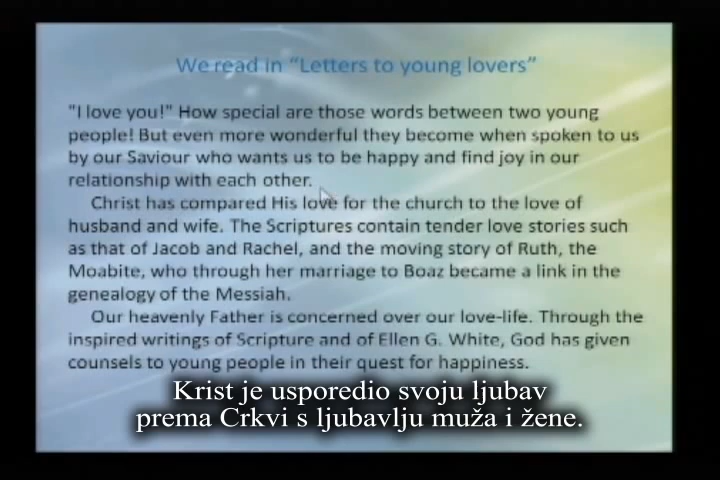 We read in “Letters to young lovers”
"I love you!" How special are those words between two young
people! But even more wonderful they become when spoken to us
by our Saviour who wants us to be happy and find joy in our
relationship with each other.
Christ has compared His love for the church to the love of
husband and wife. The Scriptures contain tender love stories such
as that of Jacob and Rachel, and the moving story of Ruth, the
Moabite, who through her marriage to Boaz became a link in the
genealogy of the Messiah.
Our heavenly Father is concerned over our love-life. Through the
inspired writings of Scripture and of Ellen G. White, God has given
counsels to young people in their quest for happiness.
Krist je usporedio svoju ljubav
prema Crkvi s ljubavlju muža i žene.